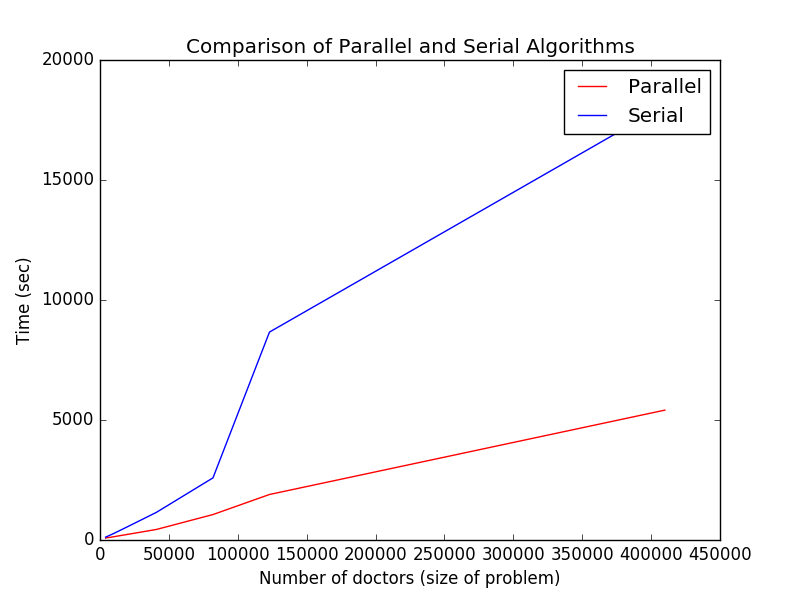 Comparison of Parallel and Serial Algorithms
20000
15000
10000
5000
0
Time (sec)
Parallel
Serial
0 50000 100000 150000 200000 250000 300000 350000 400000 450000
Number of doctors (size of problem)